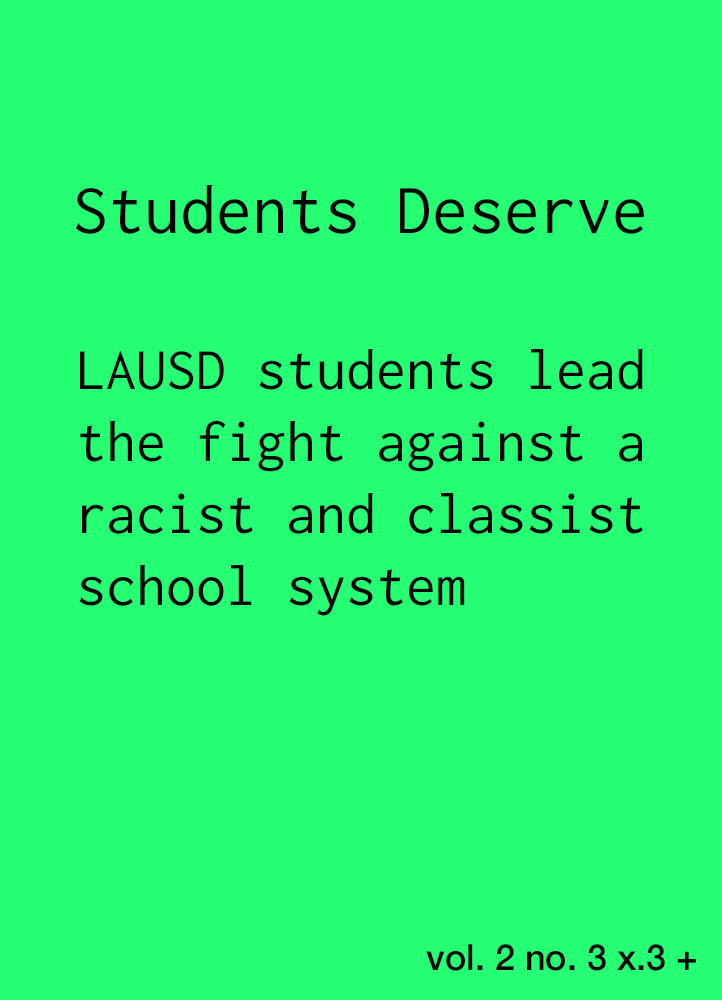 Students Deserve
LAUSD students lead
the fight against a
racist and classist
school system
vol. 2 no. 3 x.3 +